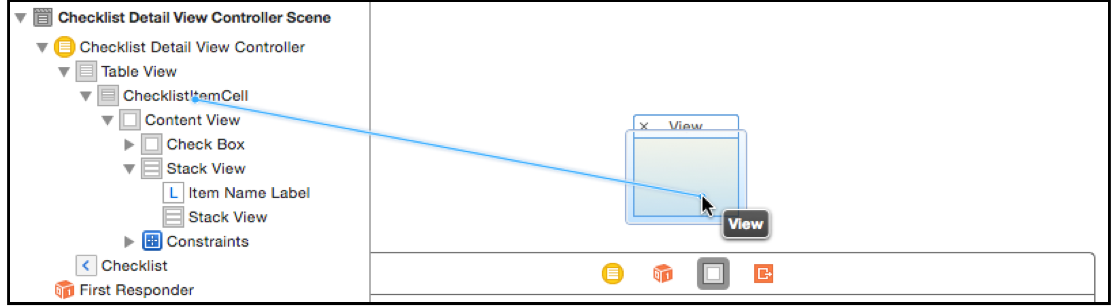 Checklist Detail View Controller Scene
Checklist Detail View Controller
Table View
ChecklistItemCell
Content View
Check Box
Stack View
L Item Name Label
Stack View
Constraints
Checklist
First Responder
× View
View